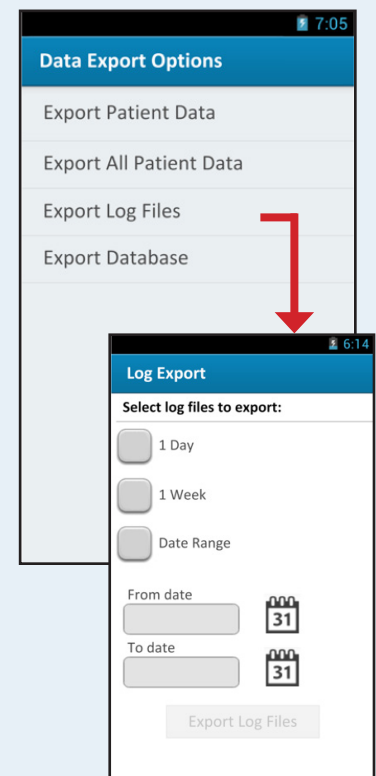 7:05
Data Export Options
Export Patient Data
Export All Patient Data
Export Log Files
Export Database
6:14
Log Export
Select log files to export:
1 Day
1 Week
Date Range
From date
31
To date
31
Export Log Files